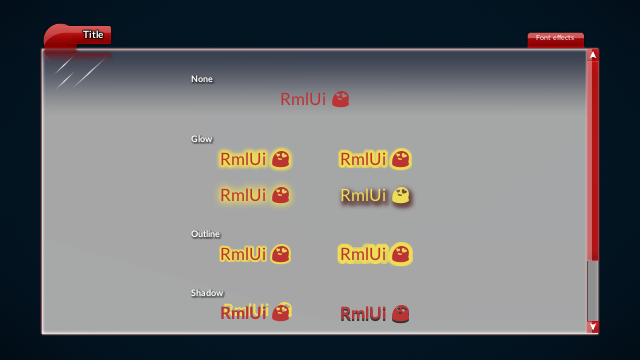 Title
Font effects
None
RmlUi
Glow
RmlUi RmlUi
RmlUi RmlUi
Outline
RmlUi RmlUi
Shadow
RmlUi RmlUi